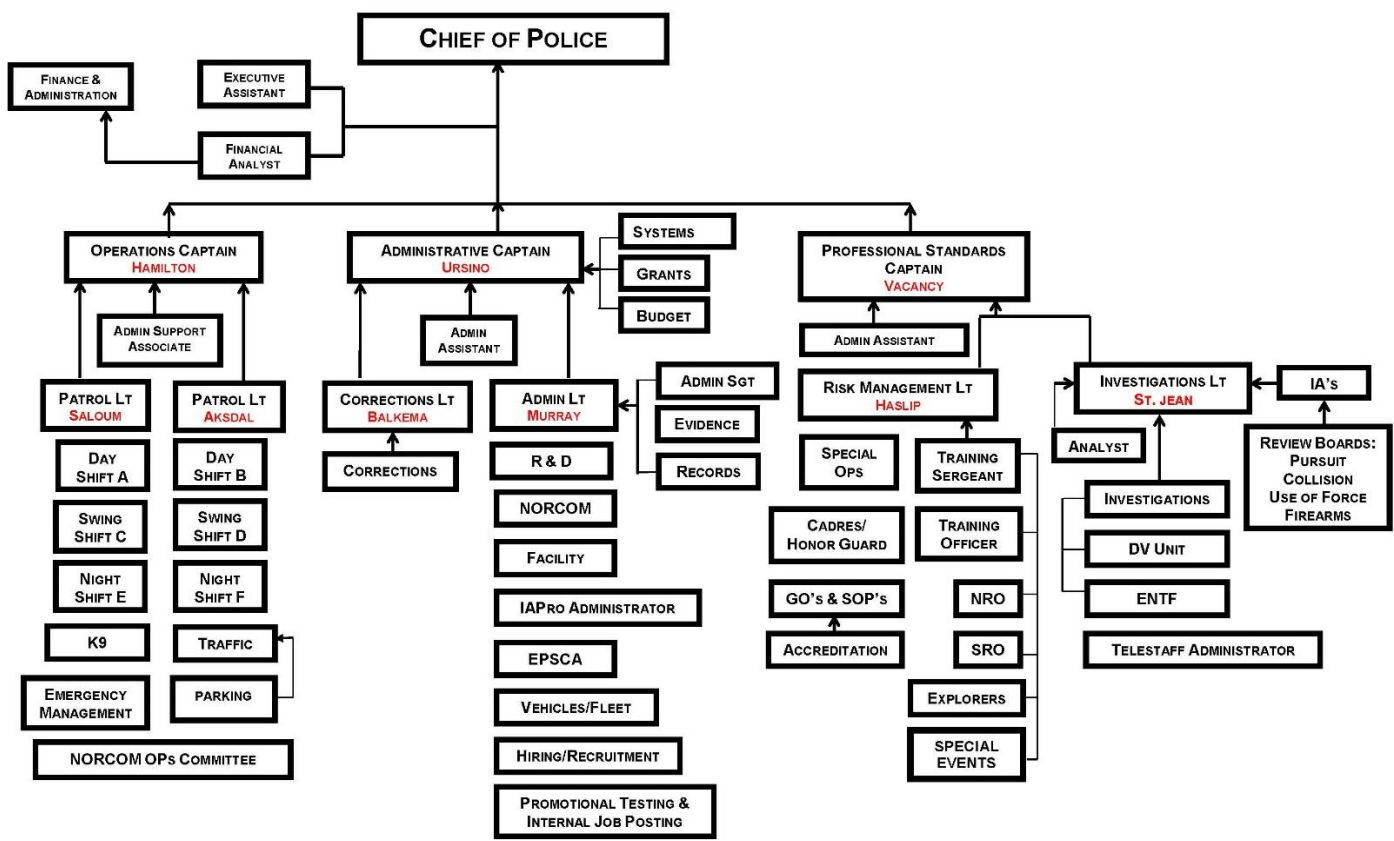 CHIEF OF POLICE
FINANCE &
ADMINISTRATION
EXECUTIVE
ASSISTANT
FINANCIAL
ANALYST
OPERATIONS CAPTAIN
HAMILTON
ADMINISTRATIVE CAPTAIN
URSINO
SYSTEMS
GRANTS
BUDGET
PROFESSIONAL STANDARDS
CAPTAIN
VACANCY
ADMIN SUPPORT
ASSOCIATE
ADMIN
ASSISTANT
ADMIN ASSISTANT
PATROL LT
SALOUM
PATROL LT
AKSDAL
CORRECTIONS LT
BALKEMA
ADMIN LT
MURRAY
ADMIN SGT
EVIDENCE
RECORDS
RISK MANAGEMENT LT
HASLIP
INVESTIGATIONS LT
ST. JEAN
IA's
DAY
SHIFT A
DAY
SHIFT B
SWING
SHIFT C
SWING
SHIFT D
NIGHT
SHIFT E
NIGHT
SHIFT F
K9
TRAFFIC
EMERGENCY
MANAGEMENT
PARKING
NORCOM OPS COMMITTEE
CORRECTIONS
R & D
NORCOM
FACILITY
IAPRO ADMINISTRATOR
EPSCA
VEHICLES/FLEET
HIRING/RECRUITMENT
PROMOTIONAL TESTING &
INTERNAL JOB POSTING
SPECIAL
OPS
CADRES/
HONOR GUARD
GO's & SOP's
ACCREDITATION
TRAINING
SERGEANT
TRAINING
OFFICER
NRO
SRO
EXPLORERS
SPECIAL
EVENTS
ANALYST
INVESTIGATIONS
DV UNIT
ENTF
TELESTAFF ADMINISTRATOR
REVIEW BOARDS:
PURSUIT
COLLISION
USE OF FORCE
FIREARMS